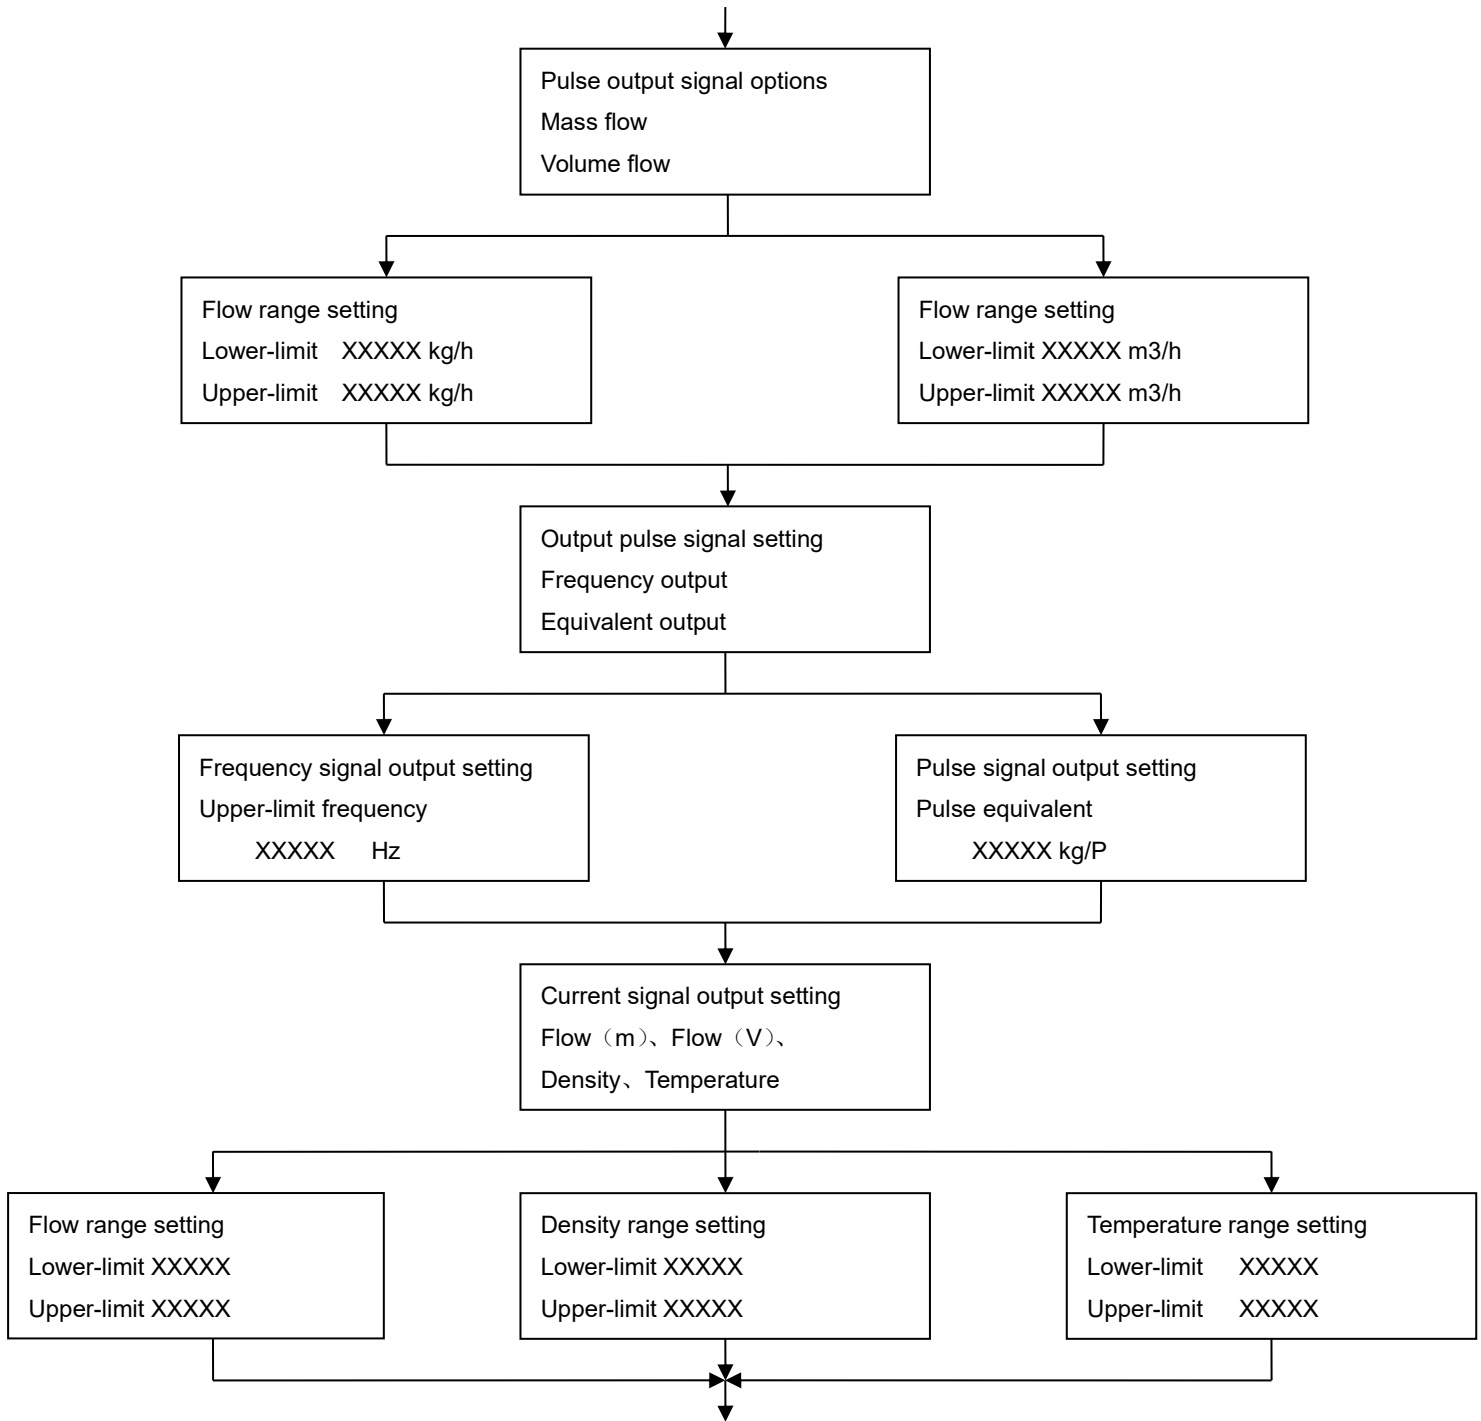 Pulse output signal options
Mass flow
Volume flow
Flow range setting
Lower-limit XXXXX kg/h
Upper-limit XXXXX kg/h
Flow range setting
Lower-limit XXXXX m3/h
Upper-limit XXXXX m3/h
Output pulse signal setting
Frequency output
Equivalent output
Frequency signal output setting
Upper-limit frequency
XXXXX Hz
Pulse signal output setting
Pulse equivalent
XXXXX kg/P
Current signal output setting
Flow（m）、Flow（V）、
Density、Temperature
Flow range setting
Lower-limit XXXXX
Upper-limit XXXXX
Density range setting
Lower-limit XXXXX
Upper-limit XXXXX
Temperature range setting
Lower-limit XXXXX
Upper-limit XXXXX